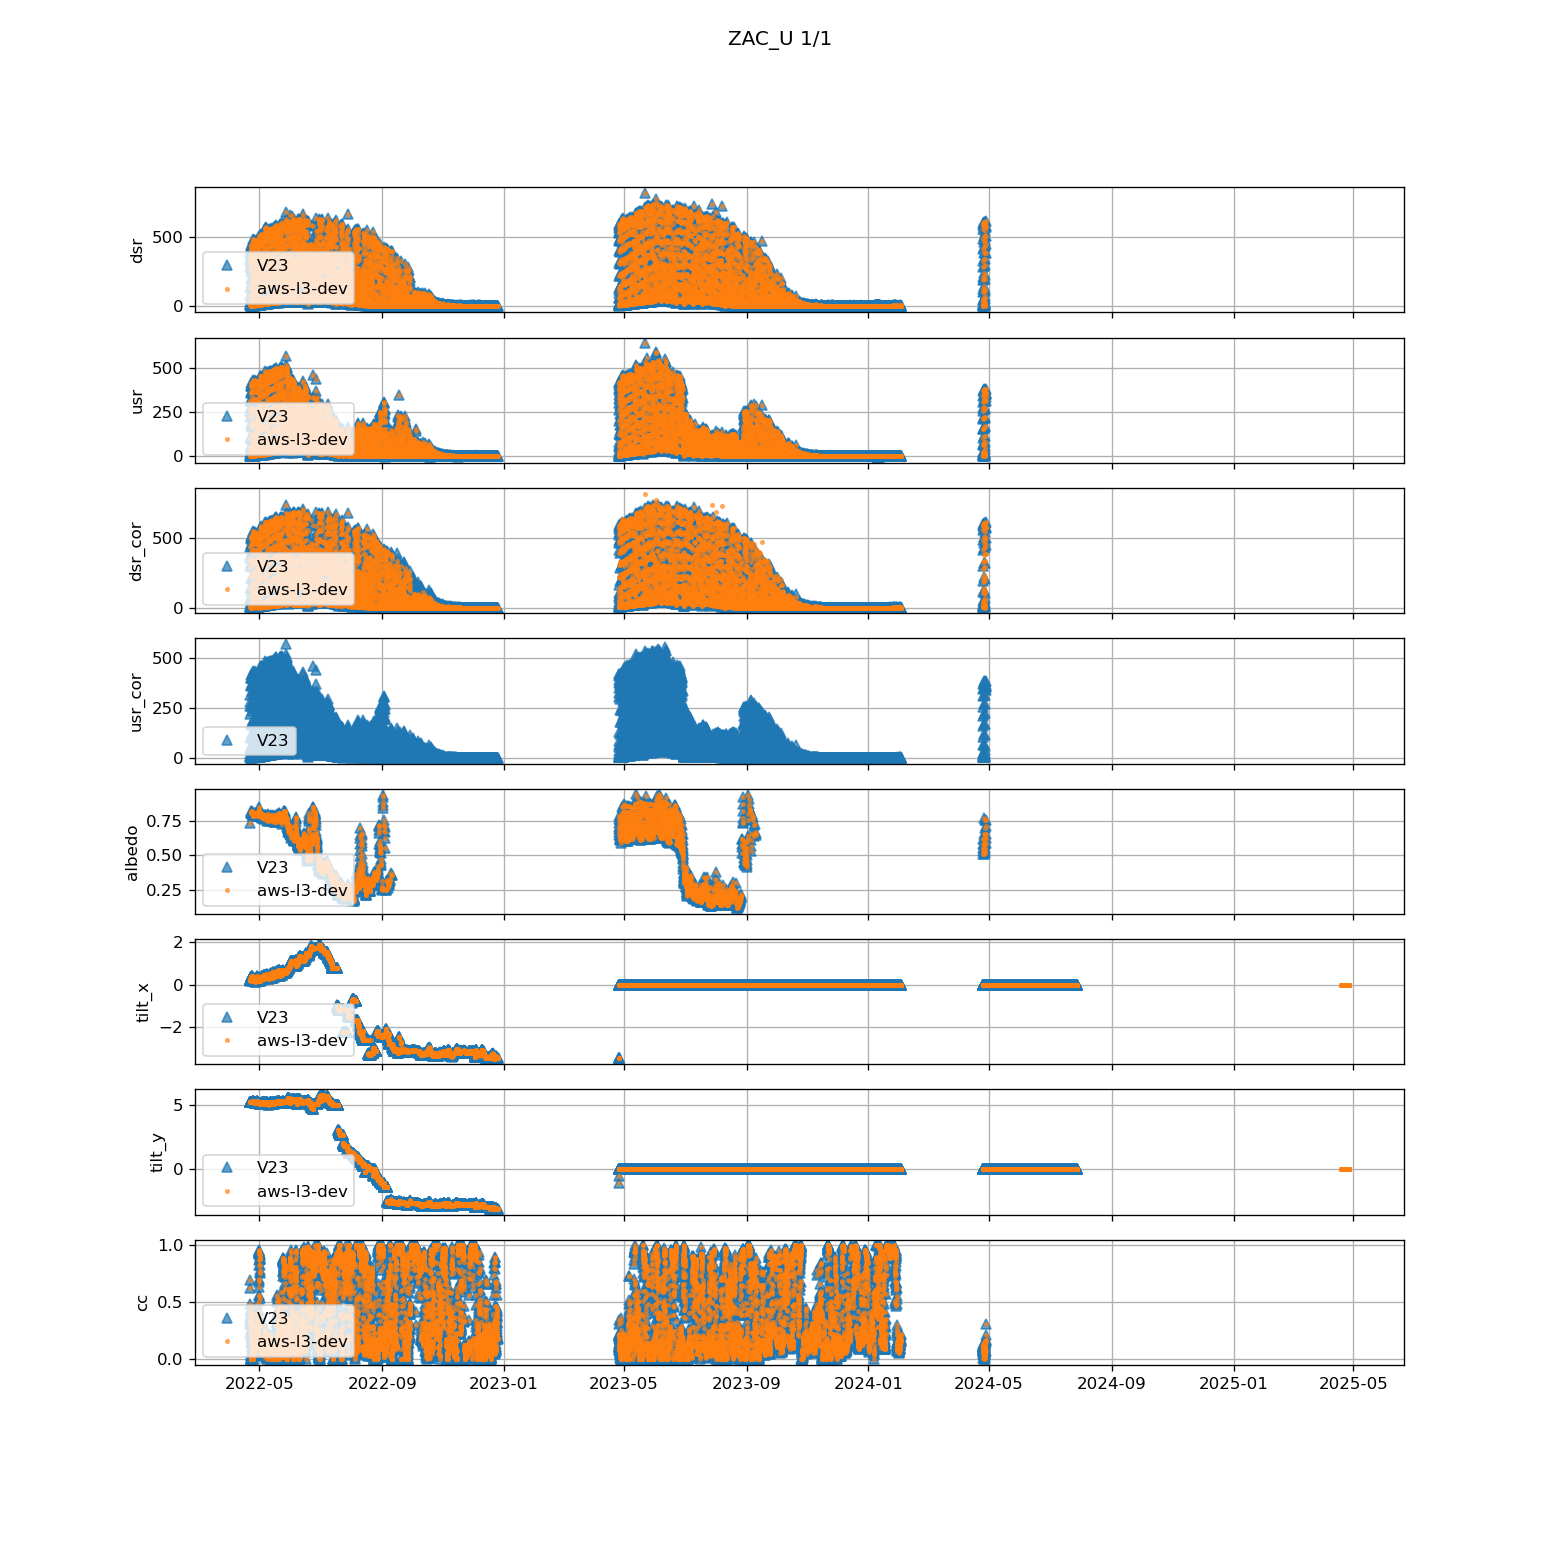 ZAC_U 1/1
dsr
500
0
V23
aws-l3-dev
usr
500
250
0
V23
aws-l3-dev
dsr_cor
500
0
V23
aws-l3-dev
usr_cor
500
250
0
V23
albedo
0.75
0.50
0.25
V23
aws-l3-dev
tilt_x
2
0
−2
V23
aws-l3-dev
tilt_y
5
0
V23
aws-l3-dev
cc
1.0
0.5
0.0
V23
aws-l3-dev
2022-05 2022-09 2023-01 2023-05 2023-09 2024-01 2024-05 2024-09 2025-01 2025-05